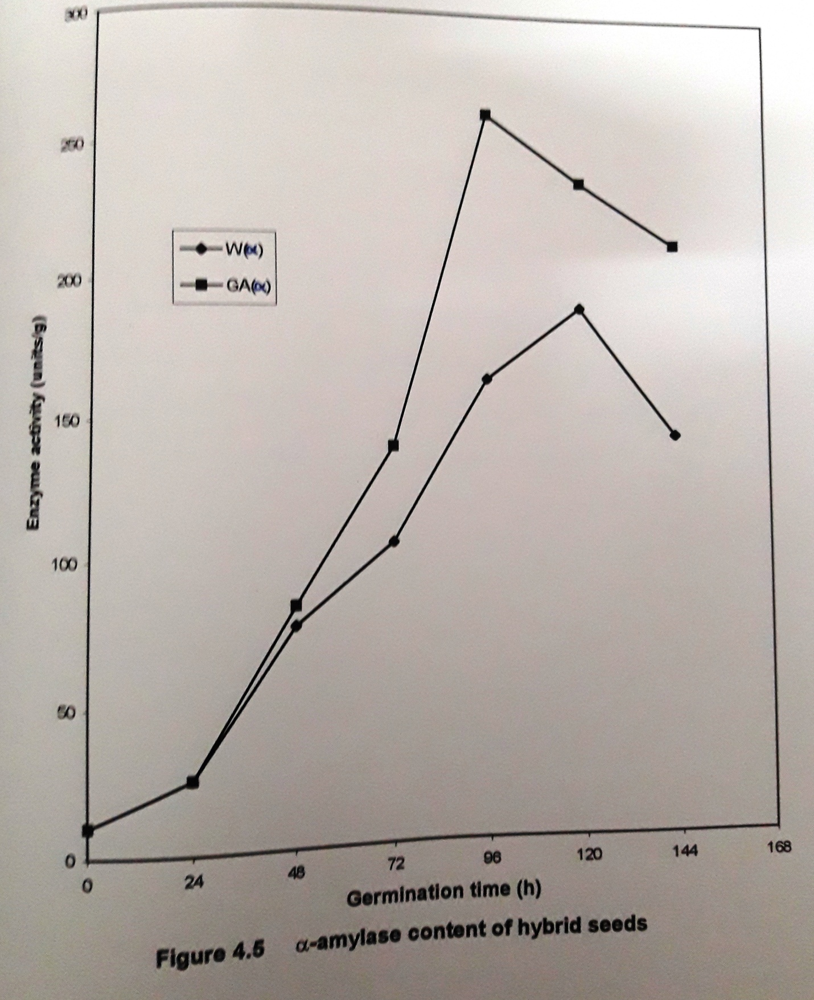 300
250
200
150
100
50
0
Enzyme activity (units/g)
W(α)
GA(α)
0 24 48 72 96 120 144 168
Germination time (h)
Figure 4.5 α-amylase content of hybrid seeds